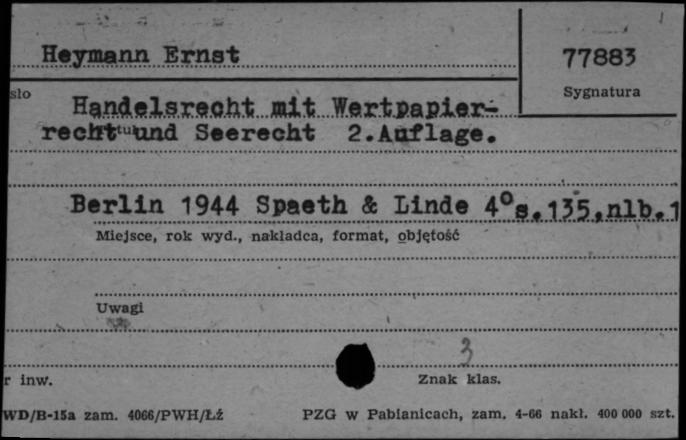 Heymann Ernst
77883
Sygnatura
sło
Handelsrecht mit Wertpapier-
recht und Seerecht 2.Auflage.
Berlin 1944 Spaeth & Linde 4° s.135,nlb.1
Miejsce, rok wyd., nakładca, format, objętość
Uwagi
3
r inw.
Znak klas.
WD/B-15a zam. 4066/PWH/Łź
PZG w Pabianicach, zam. 4-66 nakł. 400 000 szt.